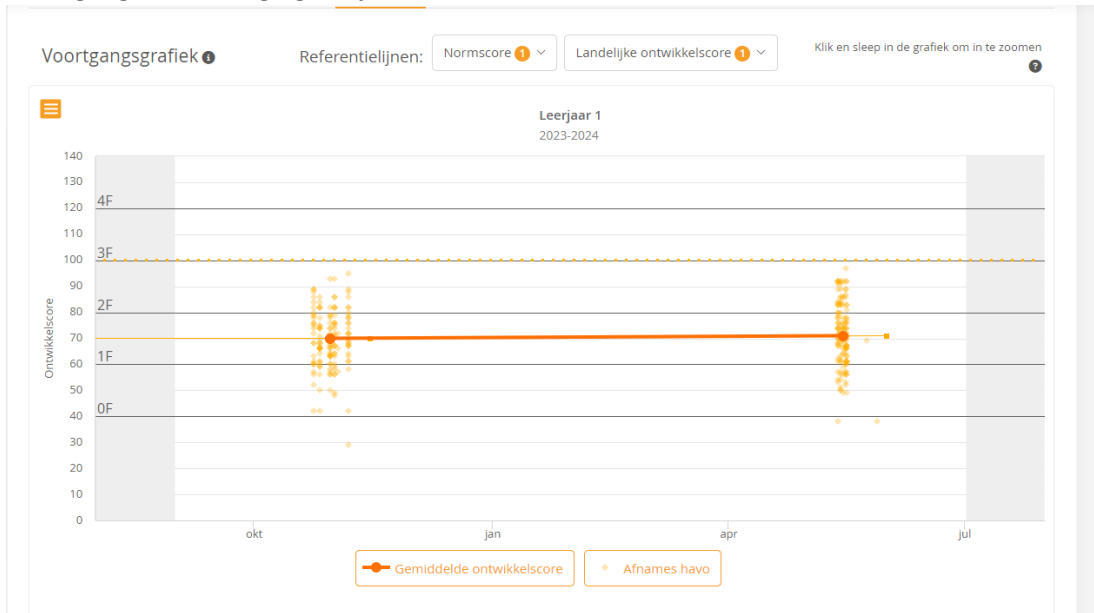 Voortgangsgrafiek
Referentielijnen:
Normscore 1
Landelijke ontwikkelscore 1
Klik en sleep in de grafiek om in te zoomen
?
Leerjaar 1
2023-2024
Ontwikkelscore
140
130
120
110
100
90
80
70
60
50
40
30
20
10
0
4F
3F
2F
1F
0F
okt
jan
apr
jul
Gemiddelde ontwikkelscore
Afnames havo